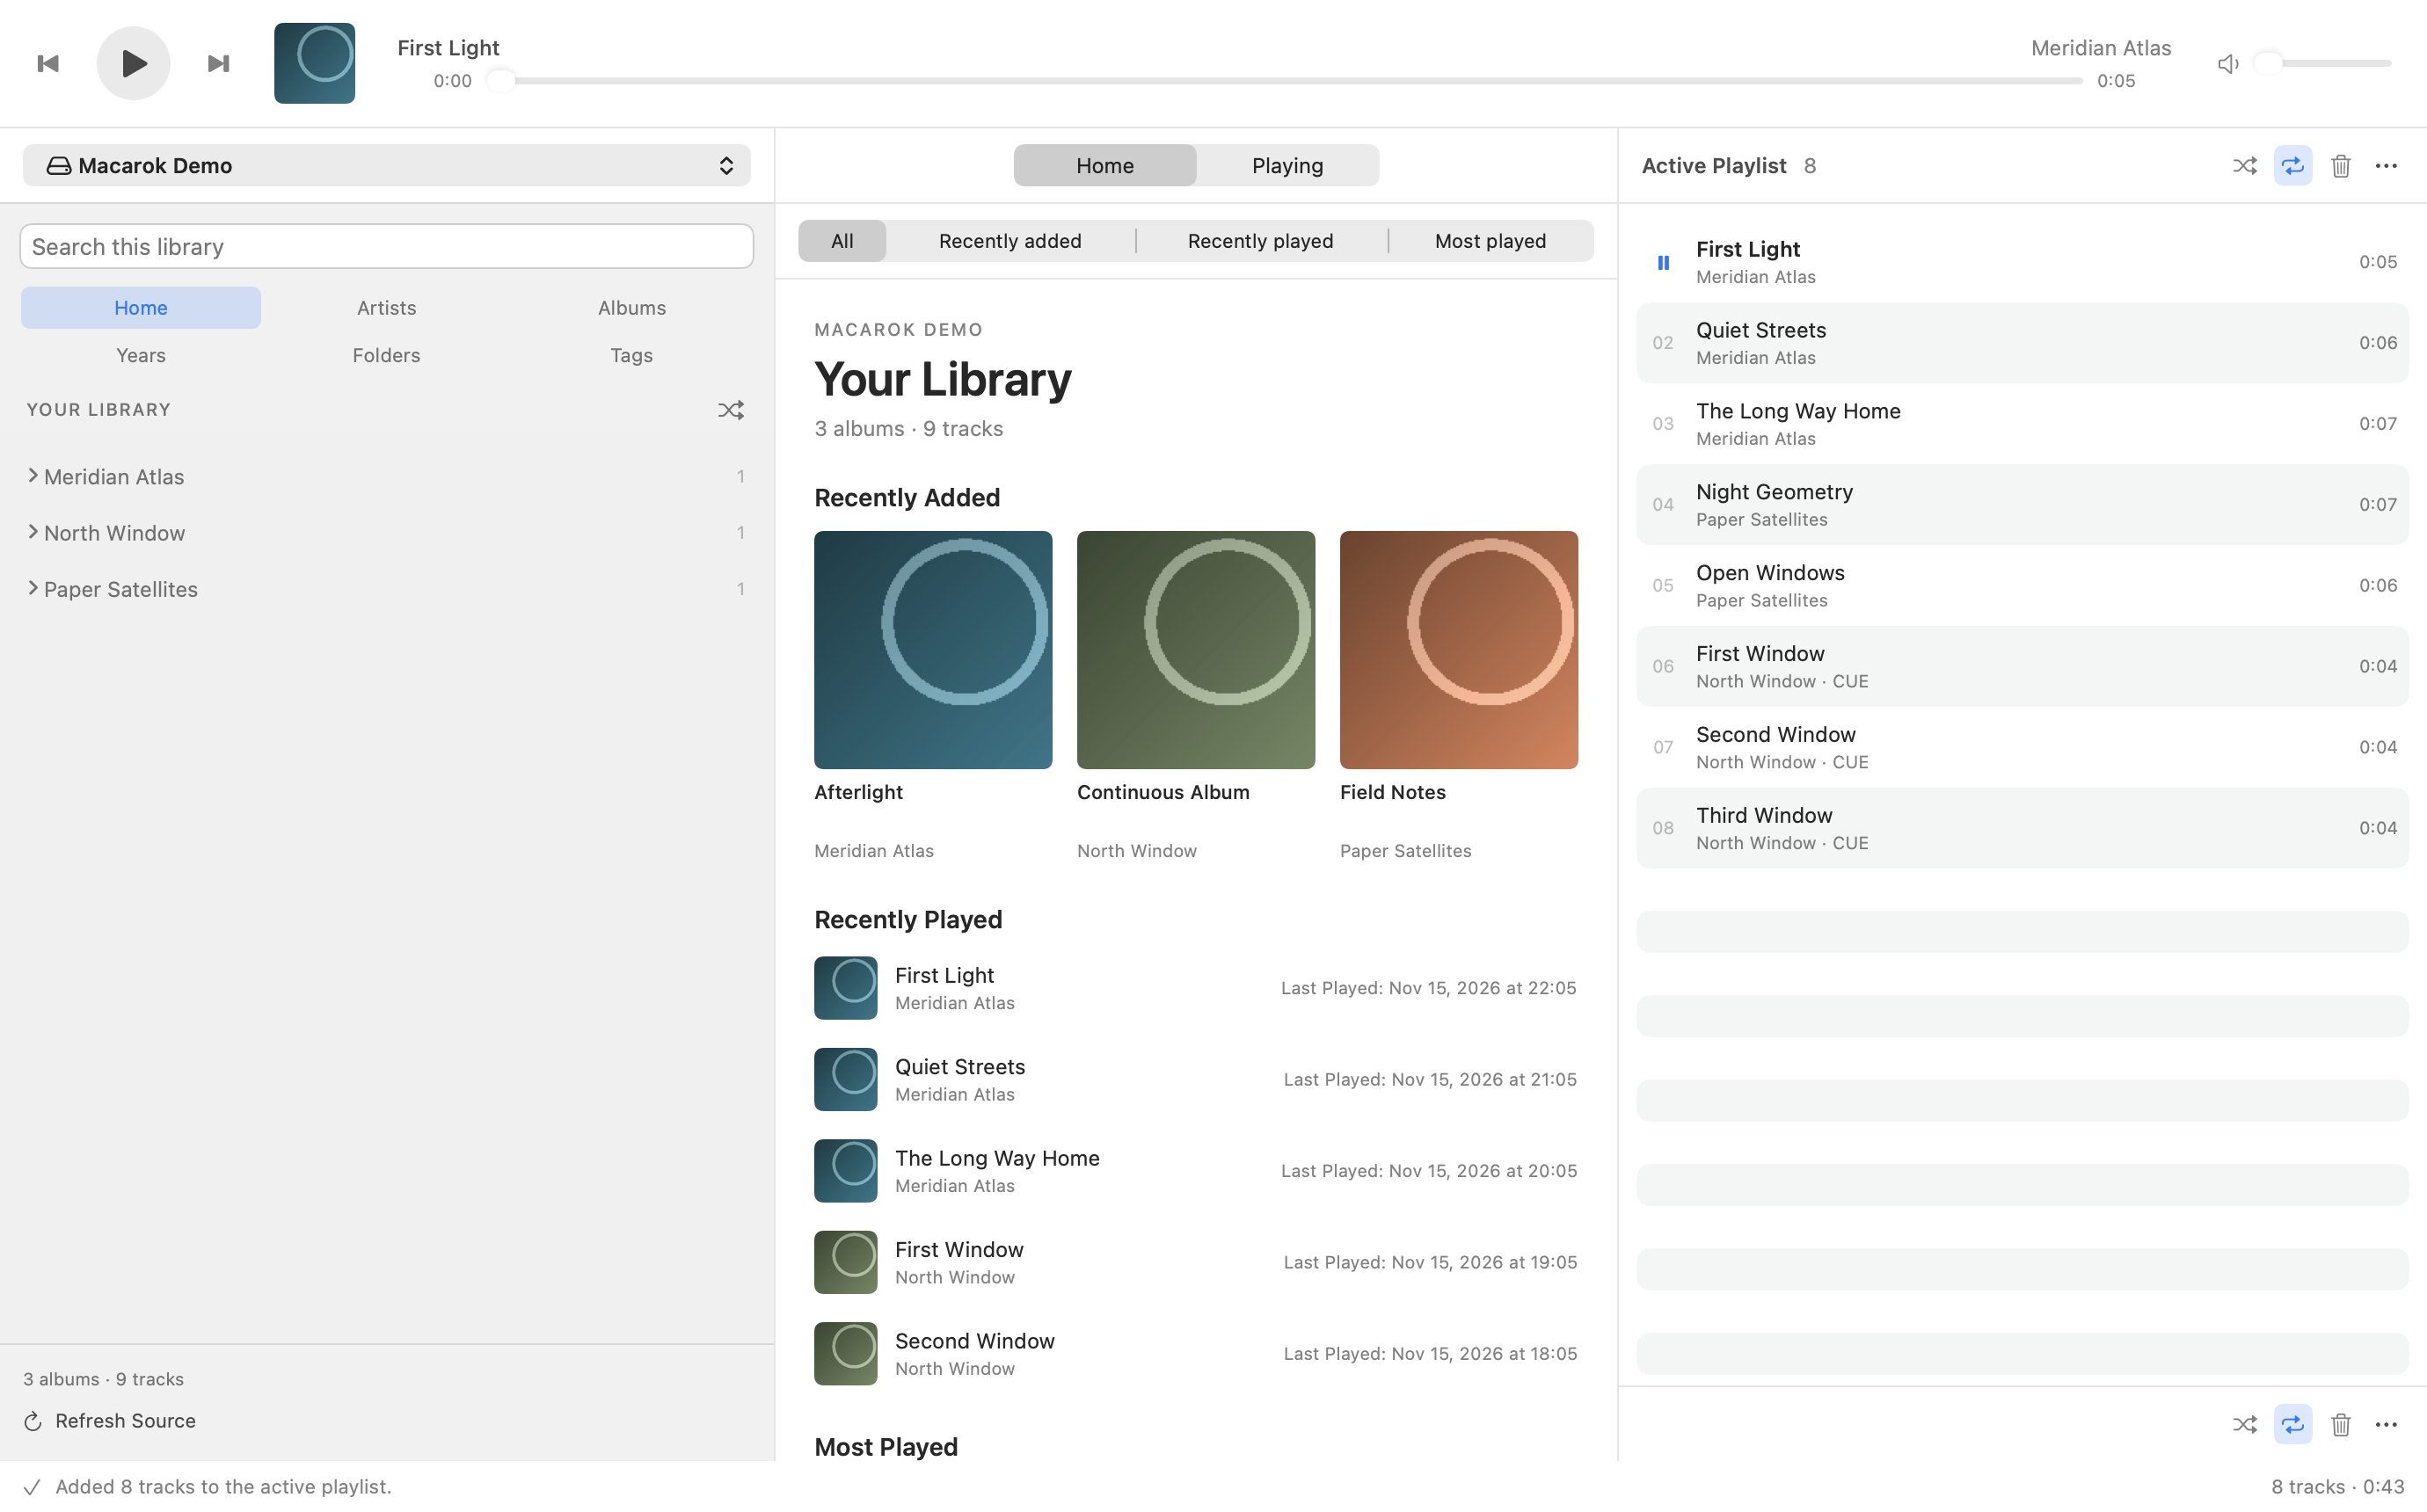 First Light
Meridian Atlas
0:00
0:05
Macarok Demo
Search this library
Home
Artists
Albums
Years
Folders
Tags
YOUR LIBRARY
Meridian Atlas 1
North Window 1
Paper Satellites 1
3 albums · 9 tracks
Refresh Source
Home
Playing
All
Recently added
Recently played
Most played
MACAROK DEMO
Your Library
3 albums · 9 tracks
Recently Added
Afterlight
Meridian Atlas
Continuous Album
North Window
Field Notes
Paper Satellites
Recently Played
First Light
Meridian Atlas
Last Played: Nov 15, 2026 at 22:05
Quiet Streets
Meridian Atlas
Last Played: Nov 15, 2026 at 21:05
The Long Way Home
Meridian Atlas
Last Played: Nov 15, 2026 at 20:05
First Window
North Window
Last Played: Nov 15, 2026 at 19:05
Second Window
North Window
Last Played: Nov 15, 2026 at 18:05
Most Played
Active Playlist 8
First Light
Meridian Atlas
0:05
02
Quiet Streets
Meridian Atlas
0:06
03
The Long Way Home
Meridian Atlas
0:07
04
Night Geometry
Paper Satellites
0:07
05
Open Windows
Paper Satellites
0:06
06
First Window
North Window · CUE
0:04
07
Second Window
North Window · CUE
0:04
08
Third Window
North Window · CUE
0:04
Added 8 tracks to the active playlist.
8 tracks · 0:43